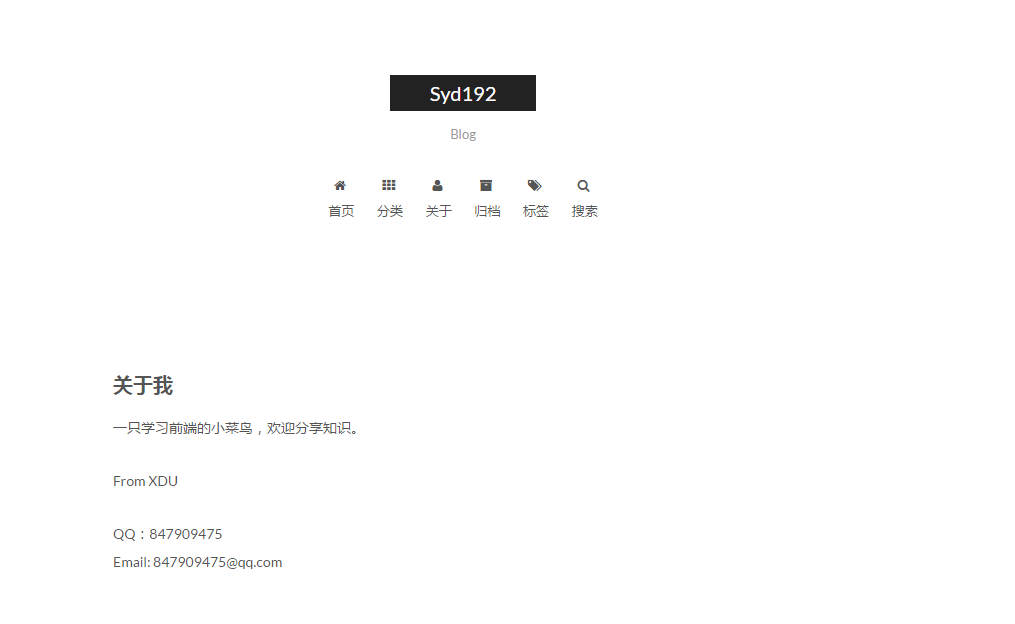 Syd192
Blog
首页 分类 关于 归档 标签 搜索
关于我
一只学习前端的小菜鸟，欢迎分享知识。
From XDU
QQ：847909475
Email: 847909475@qq.com